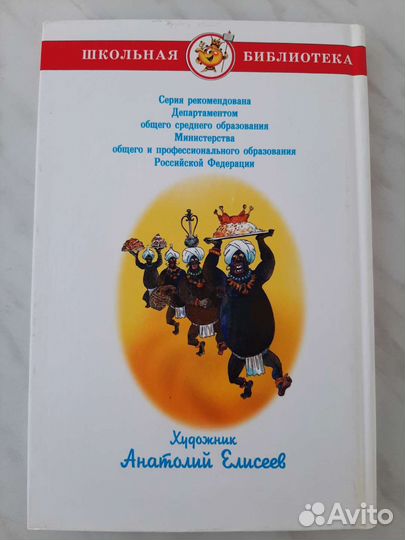 ШКОЛЬНАЯ БИБЛИОТЕКА
Серия рекомендована
Департаментом
общего среднего образования
Министерства
общего и профессионального образования
Российской Федерации
Художник
Анатолий Елисеев
Avito